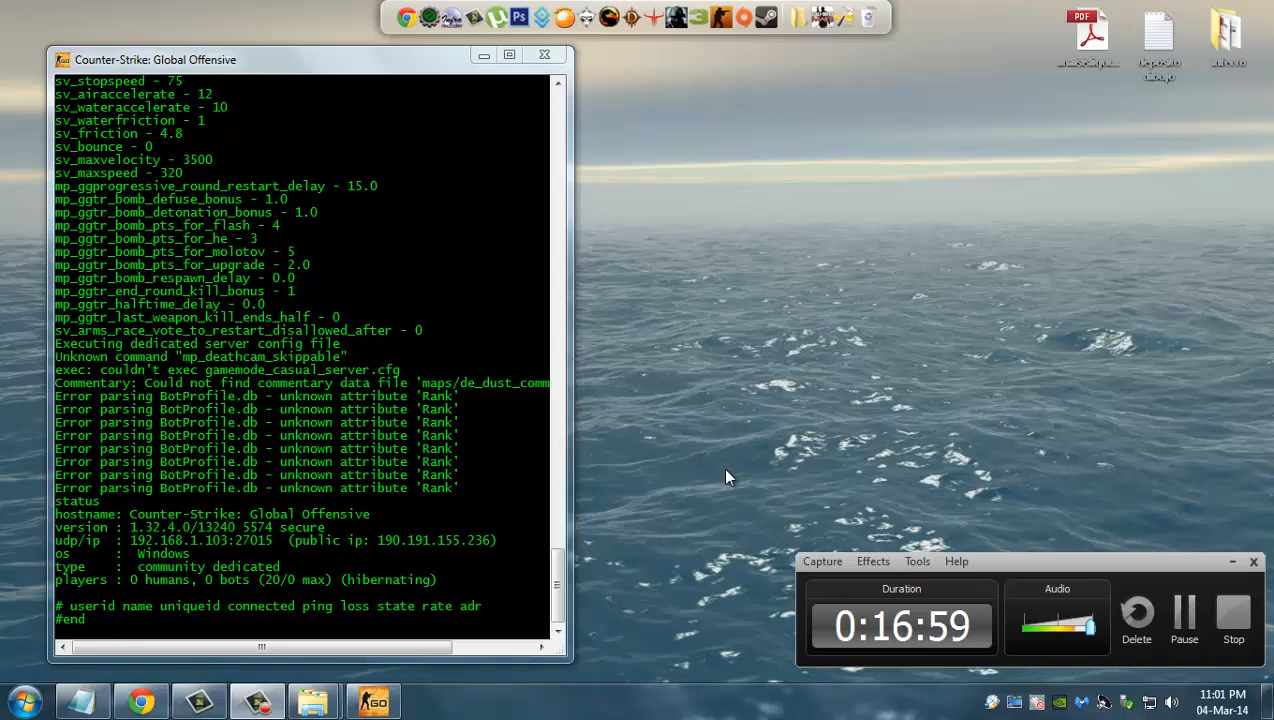 Counter-Strike: Global Offensive
sv_stopspeed - 75
sv_airaccelerate - 12
sv_wateraccelerate - 10
sv_waterfriction - 1
sv_friction - 4.8
sv_bounce - 0
sv_maxvelocity - 3500
sv_maxspeed - 320
mp_ggprogressive_round_restart_delay - 15.0
mp_ggtr_bomb_defuse_bonus - 1.0
mp_ggtr_bomb_detonation_bonus - 1.0
mp_ggtr_bomb_pts_for_flash - 4
mp_ggtr_bomb_pts_for_he - 3
mp_ggtr_bomb_pts_for_molotov - 5
mp_ggtr_bomb_pts_for_upgrade - 2.0
mp_ggtr_bomb_respawn_delay - 0.0
mp_ggtr_end_round_kill_bonus - 1
mp_ggtr_halftime_delay - 0.0
mp_ggtr_last_weapon_kill_ends_half - 0
sv_arms_race_vote_to_restart_disallowed_after - 0
Executing dedicated server config file
Unknown command "mp_deathcam_skippable"
exec: couldn't exec gamemode_casual_server.cfg
Commentary: Could not find commentary data file 'maps/de_dust_comm
Error parsing BotProfile.db - unknown attribute 'Rank'
Error parsing BotProfile.db - unknown attribute 'Rank'
Error parsing BotProfile.db - unknown attribute 'Rank'
Error parsing BotProfile.db - unknown attribute 'Rank'
Error parsing BotProfile.db - unknown attribute 'Rank'
Error parsing BotProfile.db - unknown attribute 'Rank'
Error parsing BotProfile.db - unknown attribute 'Rank'
Error parsing BotProfile.db - unknown attribute 'Rank'
status
hostname: Counter-Strike: Global Offensive
version : 1.32.4.0/13240 5574 secure
udp/ip  : 192.168.1.103:27015  (public ip: 190.191.155.236)
os      :  Windows
type    :  community dedicated
players : 0 humans, 0 bots (20/0 max) (hibernating)
# userid name uniqueid connected ping loss state rate adr
#end
PDF
Ps
Capture Effects Tools Help
Duration
Audio
0:16:59
Delete Pause Stop
GO
11:01 PM
04-Mar-14